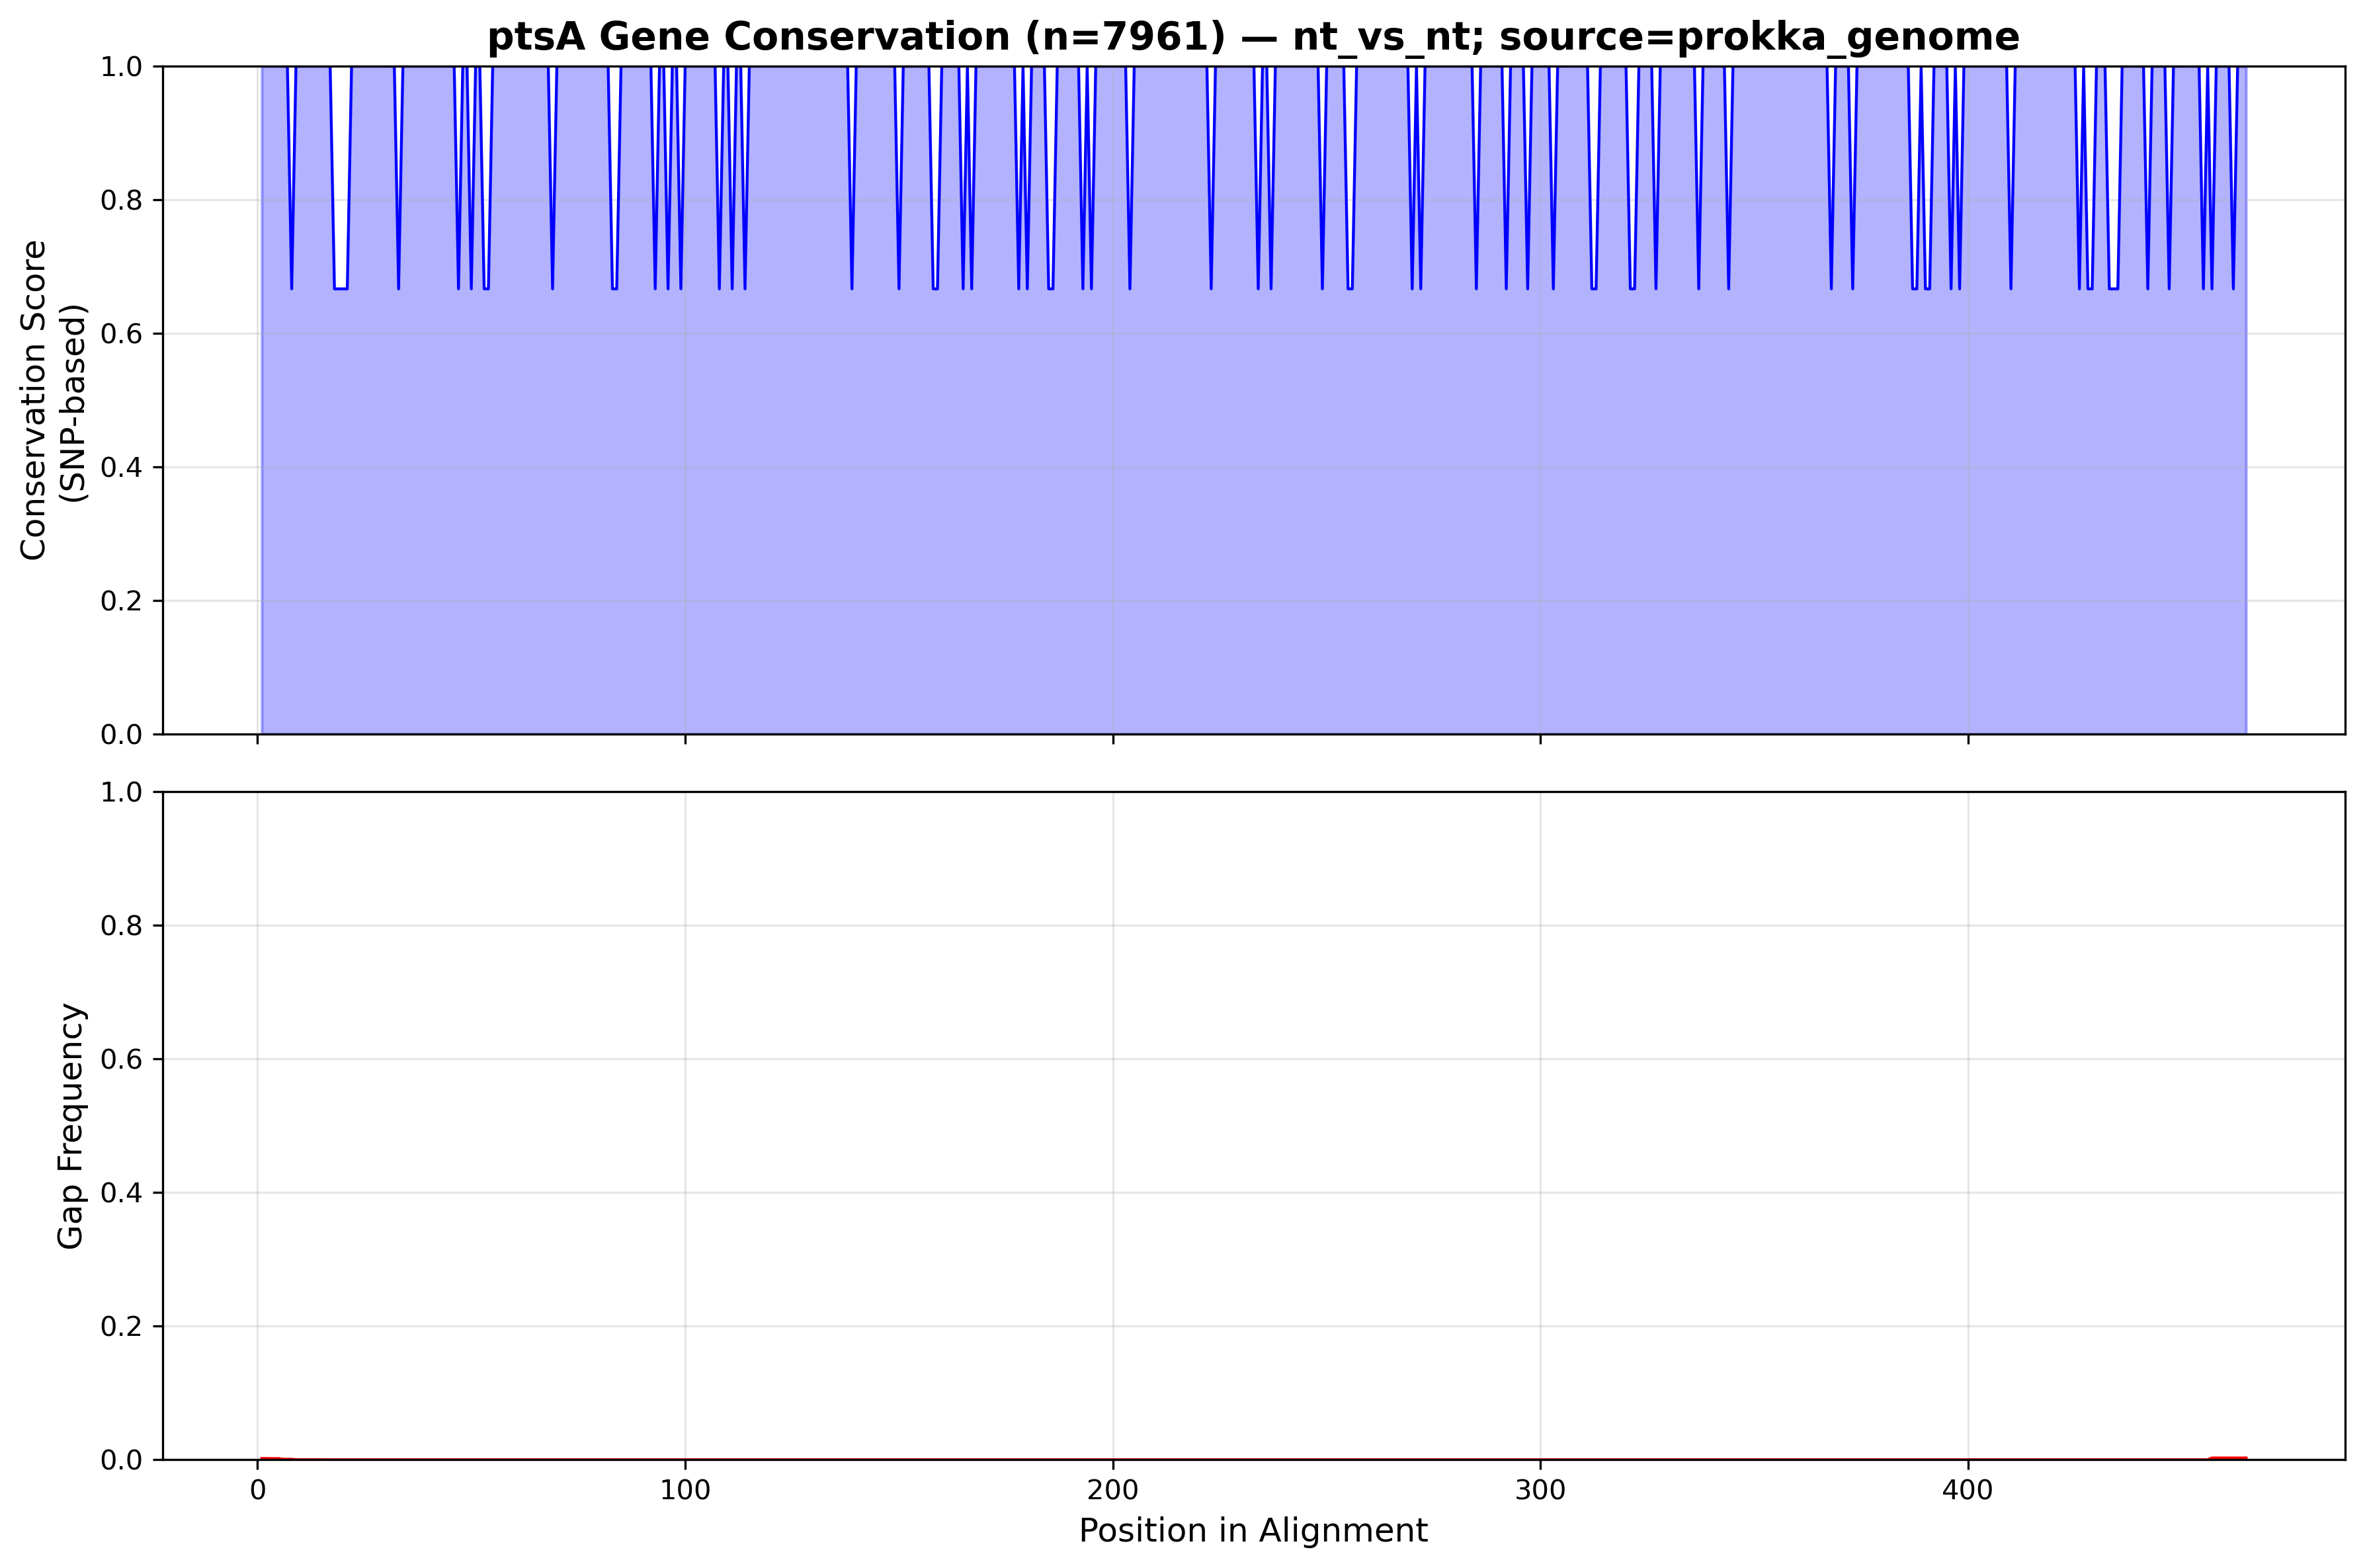 ptsA Gene Conservation (n=7961) — nt_vs_nt; source=prokka_genome
Conservation Score
(SNP-based)
1.0
0.8
0.6
0.4
0.2
0.0
Gap Frequency
1.0
0.8
0.6
0.4
0.2
0.0
0 100 200 300 400
Position in Alignment